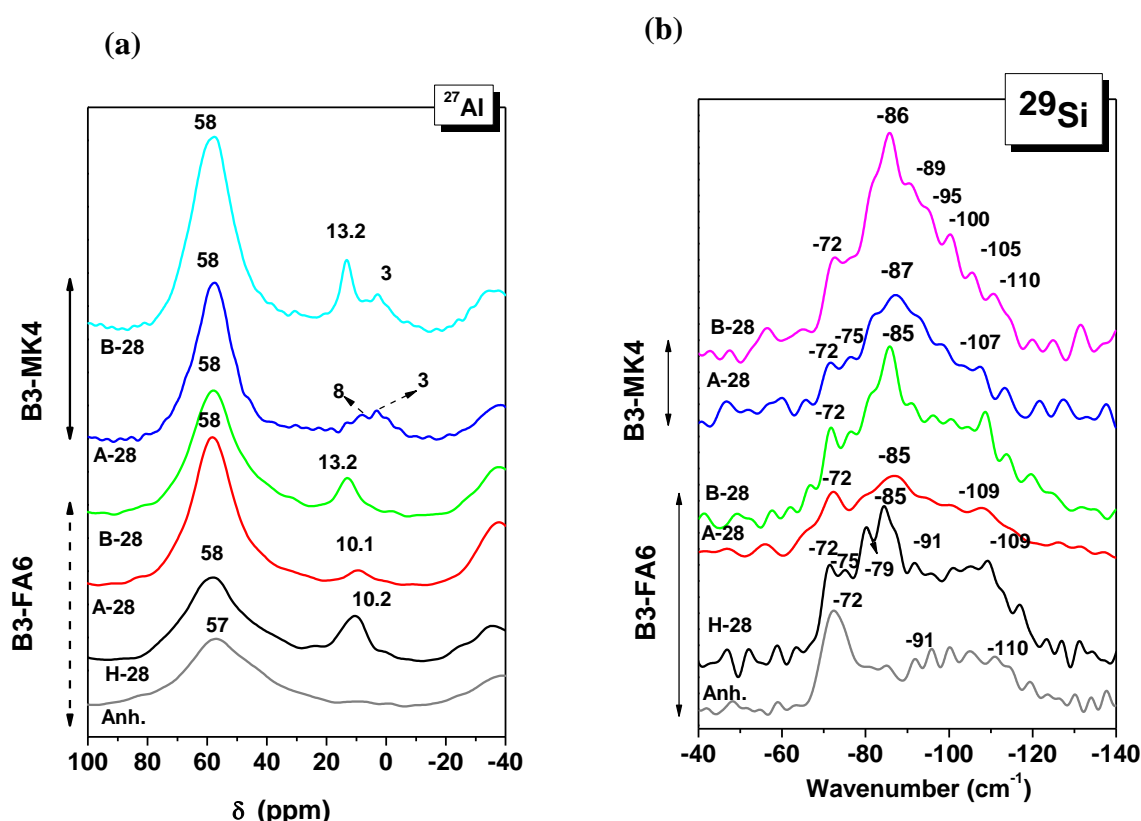 (a)
27Al
58
13.2
3
58
B-28
8
3
58
A-28
58
13.2
B-28
10.1
58
A-28
10.2
57
H-28
Anh.
B3-MK4
B3-FA6
100 80 60 40 20 0 -20 -40
δ (ppm)
(b)
29Si
-86
-89
-95
-100
-72
-105
-110
-87
B-28
-75 -85
-72
-107
A-28
-72
-85
B-28
-72
-85
-109
A-28
-72
-75
-79
-91
-109
-72
H-28
-91
-110
Anh.
B3-MK4
B3-FA6
-40 -60 -80 -100 -120 -140
Wavenumber (cm-1)